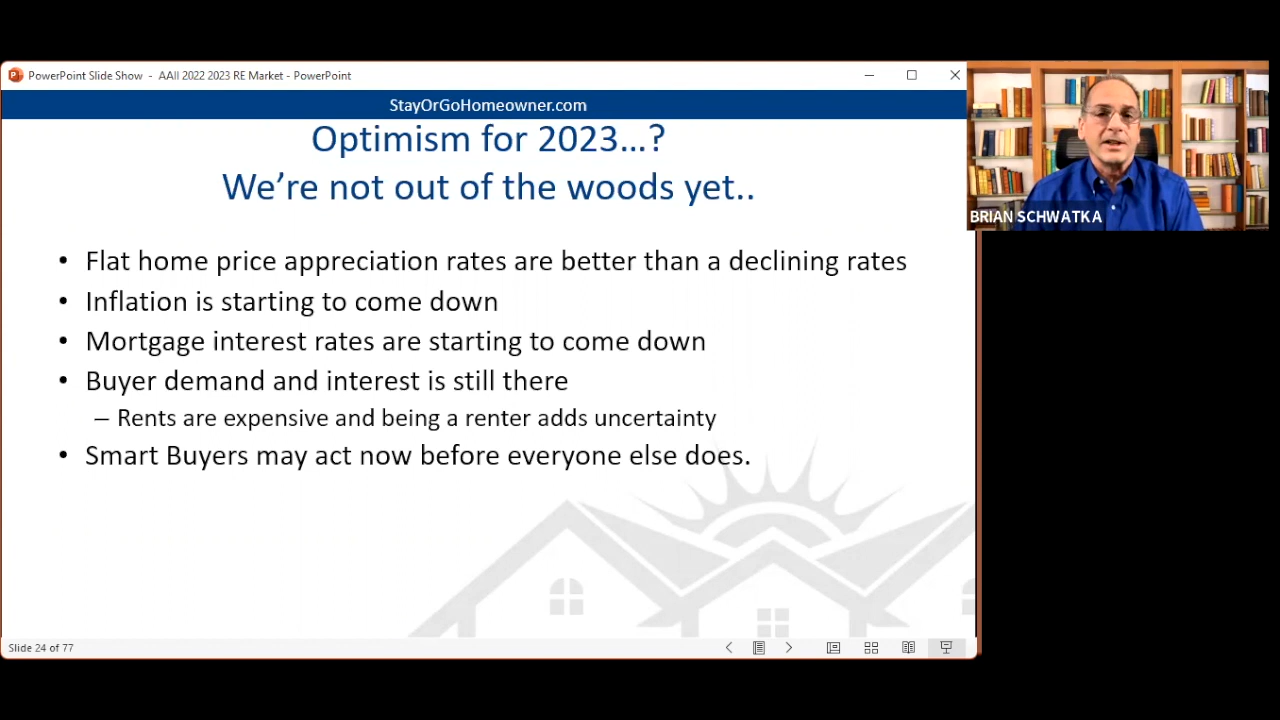 PowerPoint Slide Show - AAII 2022 2023 RE Market - PowerPoint
StayOrGoHomeowner.com
Optimism for 2023…?
We’re not out of the woods yet..
• Flat home price appreciation rates are better than a declining rates
• Inflation is starting to come down
• Mortgage interest rates are starting to come down
• Buyer demand and interest is still there
– Rents are expensive and being a renter adds uncertainty
• Smart Buyers may act now before everyone else does.
Slide 24 of 77
BRIAN SCHWATKA